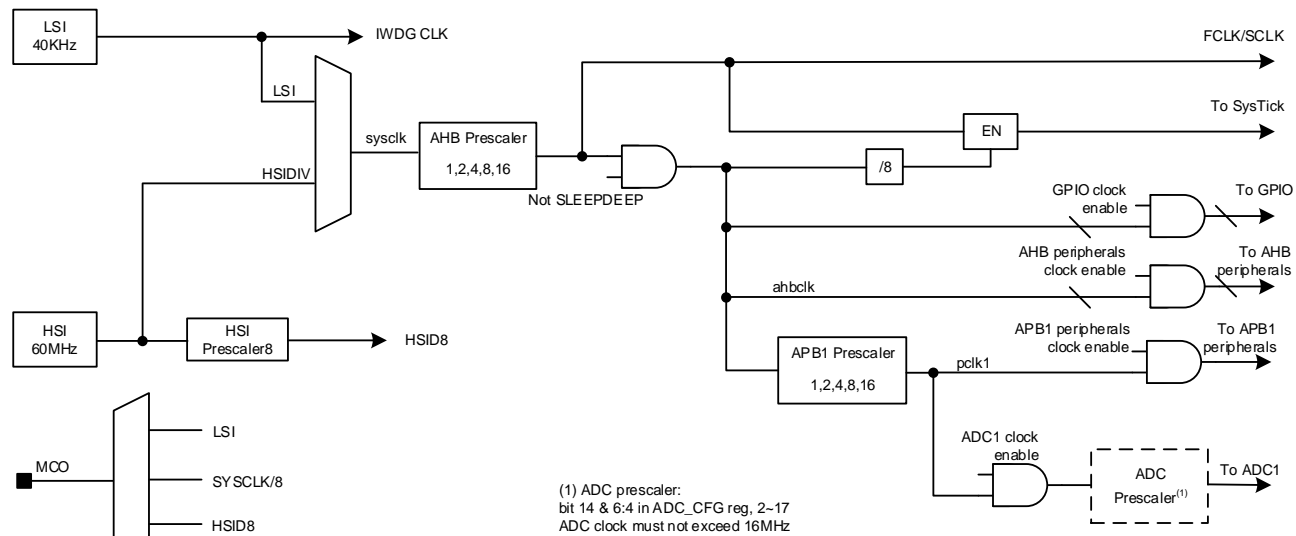 LSI
40KHz
IWDG CLK
FCLK/SCLK
LSI
To SysTick
sysclk
AHB Prescaler
1,2,4,8,16
EN
HSIDIV
/8
Not SLEEPDEEP
GPIO clock
enable
To GPIO
AHB peripherals
clock enable
To AHB
peripherals
ahbclk
HSI
60MHz
HSI
Prescaler8
HSID8
APB1 peripherals
clock enable
To APB1
peripherals
APB1 Prescaler
1,2,4,8,16
pclk1
LSI
ADC1 clock
enable
MCO
SYSCLK/8
ADC
Prescaler(1)
To ADC1
HSID8
(1) ADC prescaler:
bit 14 & 6:4 in ADC_CFG reg, 2~17
ADC clock must not exceed 16MHz